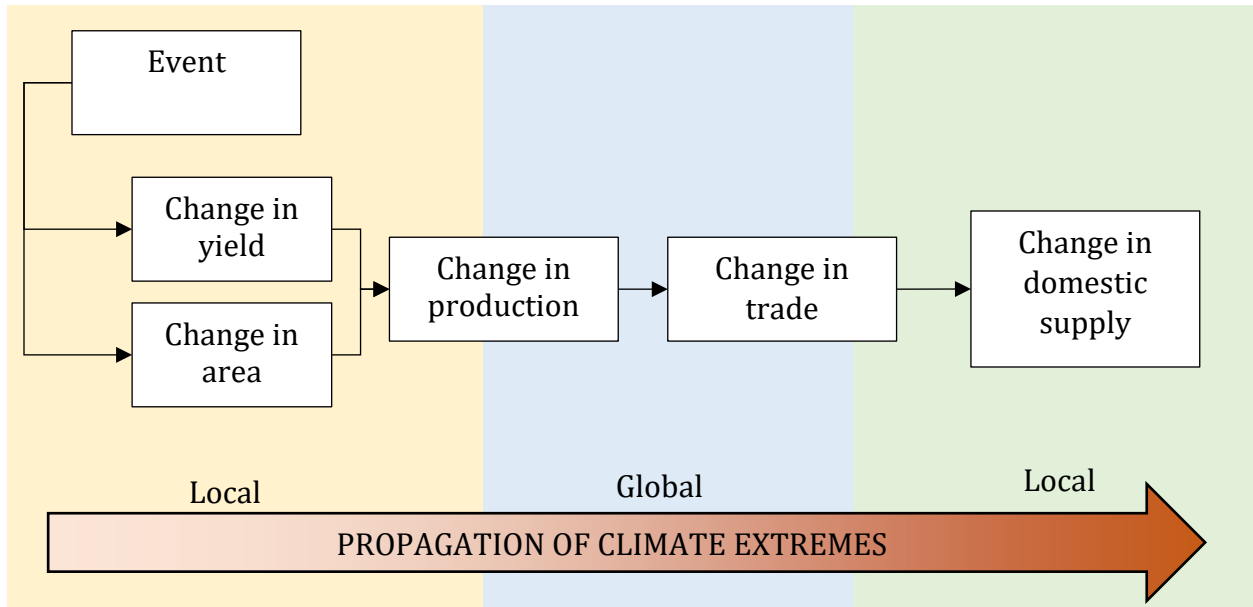 Event
Change in
yield
Change in
area
Change in
production
Change in
trade
Change in
domestic
supply
Local
Global
Local
PROPAGATION OF CLIMATE EXTREMES